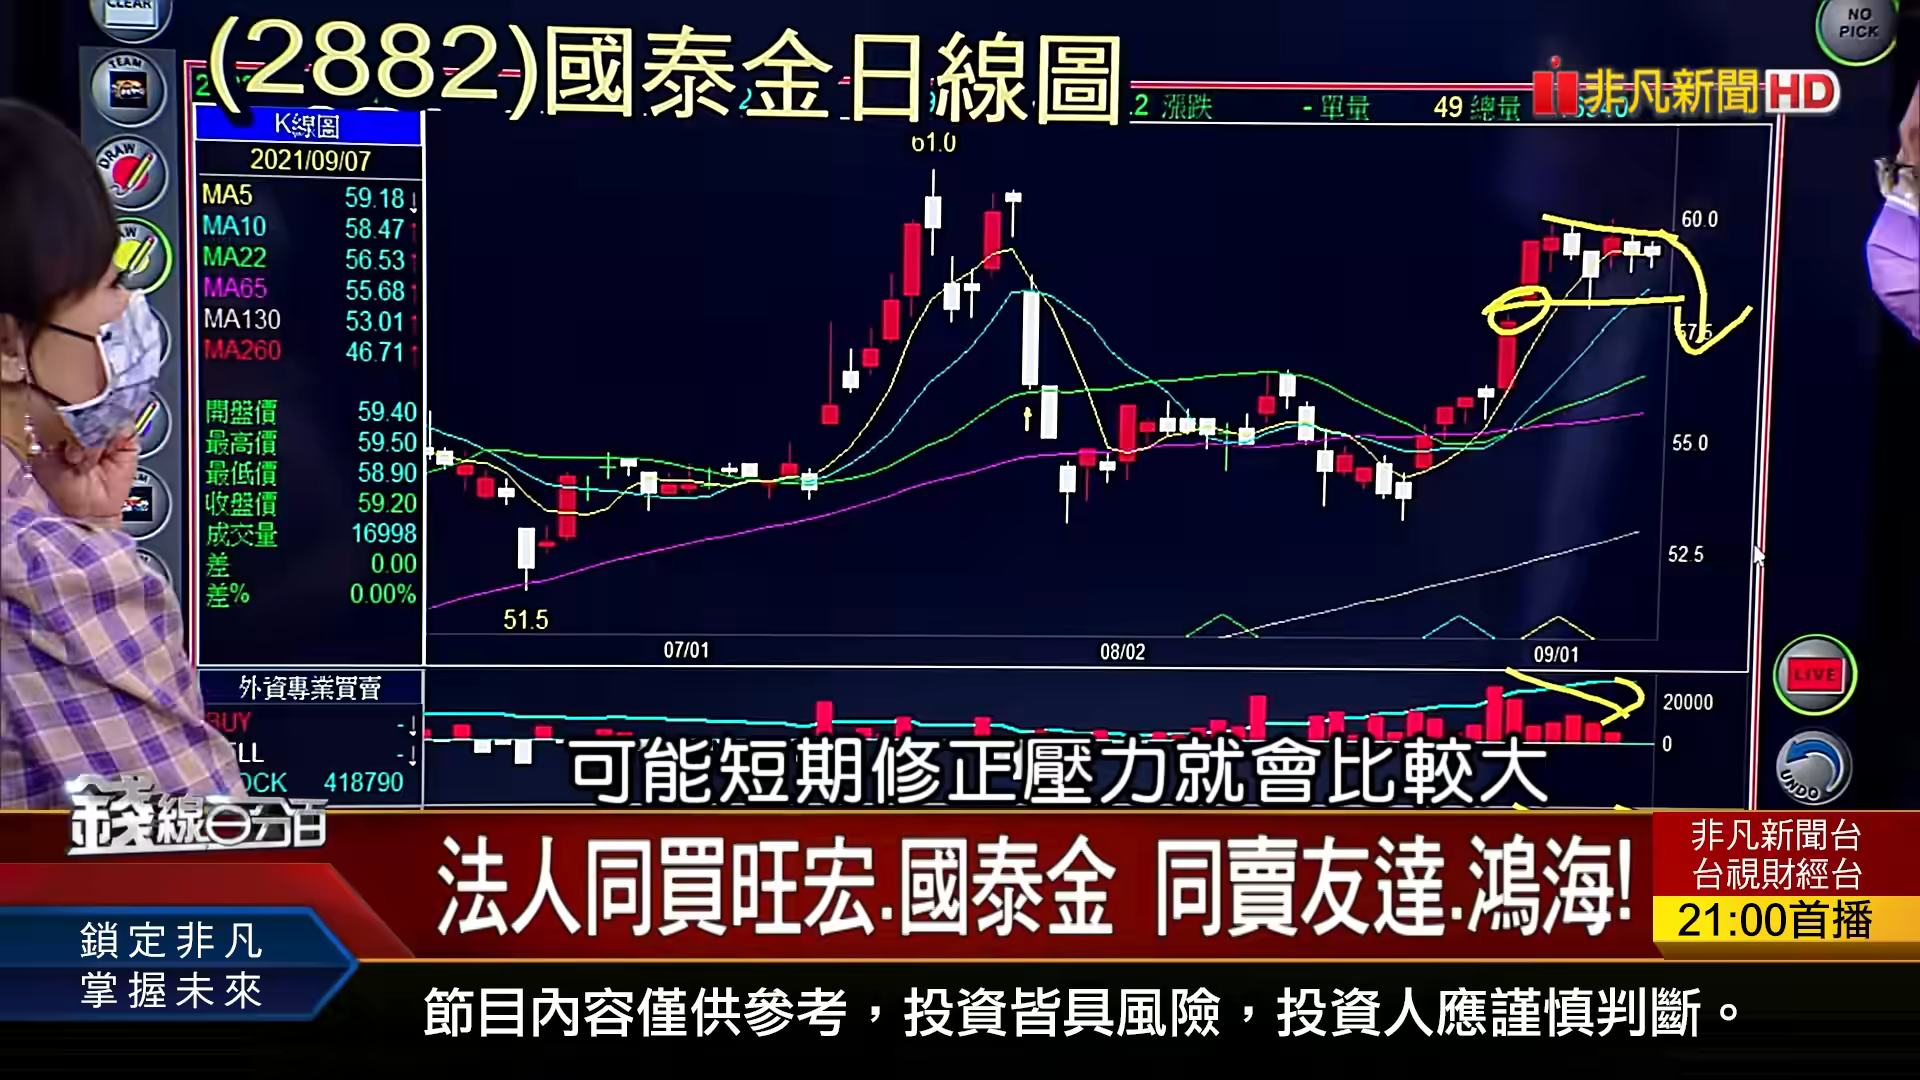 CLEAR
NO
PICK
(2882)國泰金日線圖
TEAM
非凡新聞HD
.2 漲跌 - 單量 49 總量
K線圖
61.0
2021/09/07
DRAW
MA5 59.18↓
MA10 58.47↑
MA22 56.53↑
MA65 55.68↑
MA130 53.01↑
MA260 46.71↑
60.0
57.5
55.0
52.5
開盤價 59.40
最高價 59.50
最低價 58.90
收盤價 59.20
成交量 16998
差 0.00
差% 0.00%
51.5
07/01 08/02 09/01
外資專業買賣
BUY -↓
ELL -↓
OCK 418790
20000
0
LIVE
UNDO
可能短期修正壓力就會比較大
錢線百分百
法人同買旺宏.國泰金 同賣友達.鴻海!
非凡新聞台
台視財經台
21:00首播
鎖定非凡
掌握未來
節目內容僅供參考，投資皆具風險，投資人應謹慎判斷。